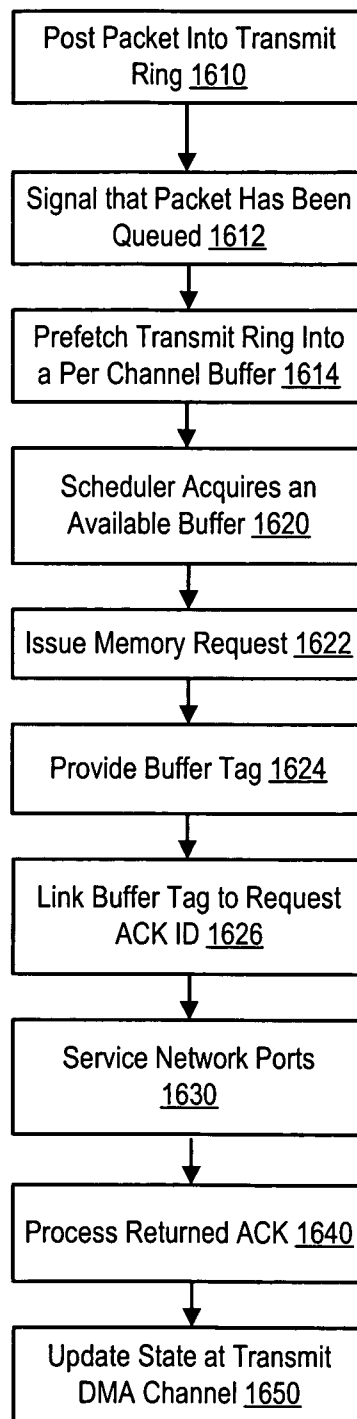 Post Packet Into Transmit
Ring 1610
Signal that Packet Has Been
Queued 1612
Prefetch Transmit Ring Into
a Per Channel Buffer 1614
Scheduler Acquires an
Available Buffer 1620
Issue Memory Request 1622
Provide Buffer Tag 1624
Link Buffer Tag to Request
ACK ID 1626
Service Network Ports
1630
Process Returned ACK 1640
Update State at Transmit
DMA Channel 1650